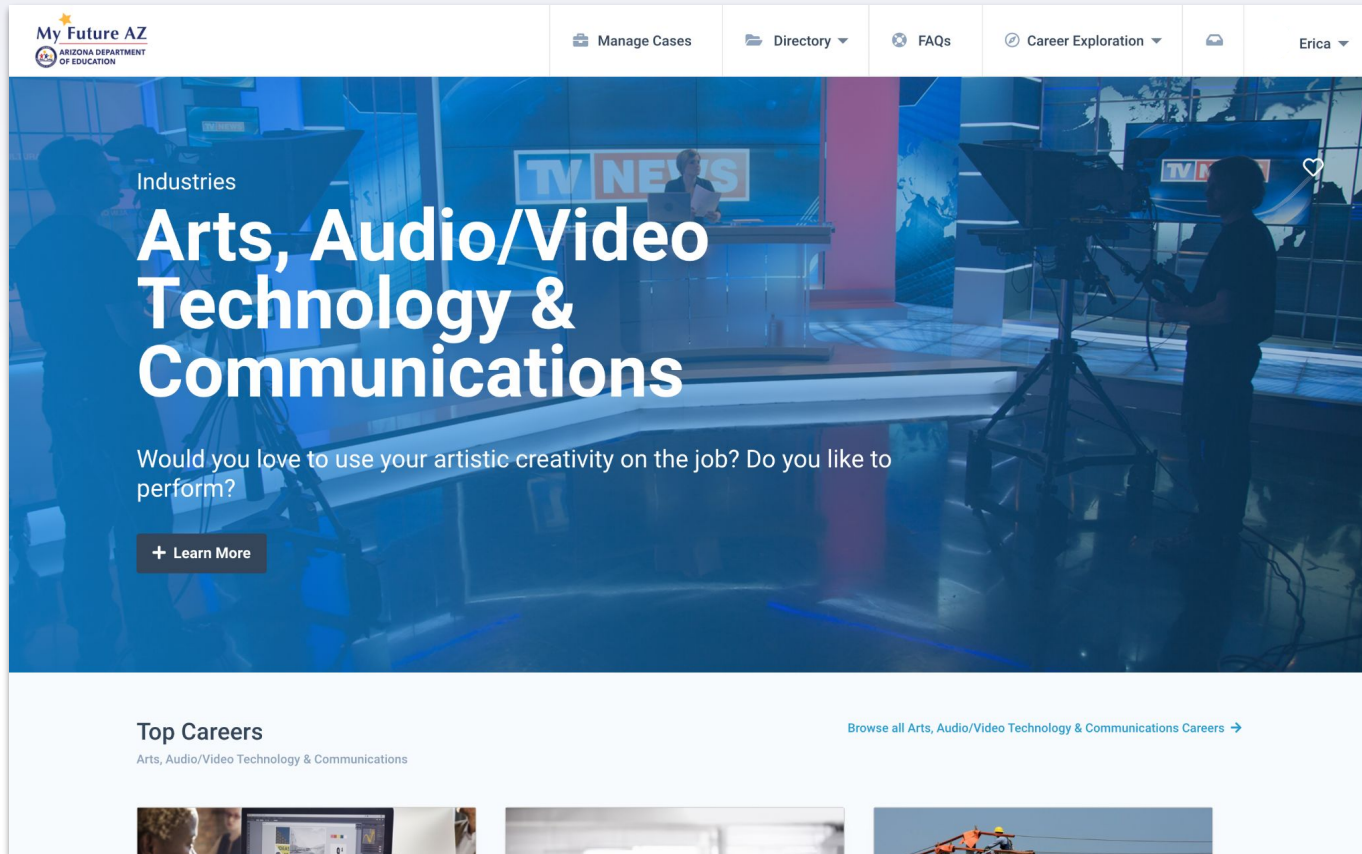 My Future AZ
ARIZONA DEPARTMENT
OF EDUCATION
Manage Cases
Directory
FAQs
Career Exploration
Erica
TV NEWS
TV NEWS
Industries
Arts, Audio/Video
Technology &
Communications
Would you love to use your artistic creativity on the job? Do you like to
perform?
+ Learn More
Top Careers
Browse all Arts, Audio/Video Technology & Communications Careers →
Arts, Audio/Video Technology & Communications